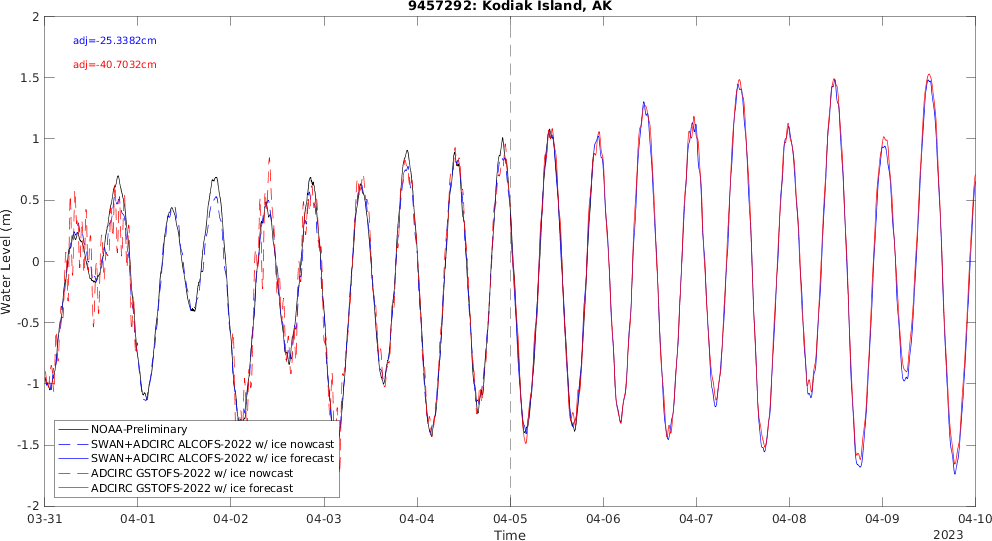 9457292: Kodiak Island, AK
adj=-25.3382cm
adj=-40.7032cm
2
1.5
1
0.5
0
-0.5
-1
-1.5
-2
Water Level (m)
NOAA-Preliminary
SWAN+ADCIRC ALCOFS-2022 w/ ice nowcast
SWAN+ADCIRC ALCOFS-2022 w/ ice forecast
ADCIRC GSTOFS-2022 w/ ice nowcast
ADCIRC GSTOFS-2022 w/ ice forecast
03-31 04-01 04-02 04-03 04-04 04-05 04-06 04-07 04-08 04-09 04-10
Time
2023